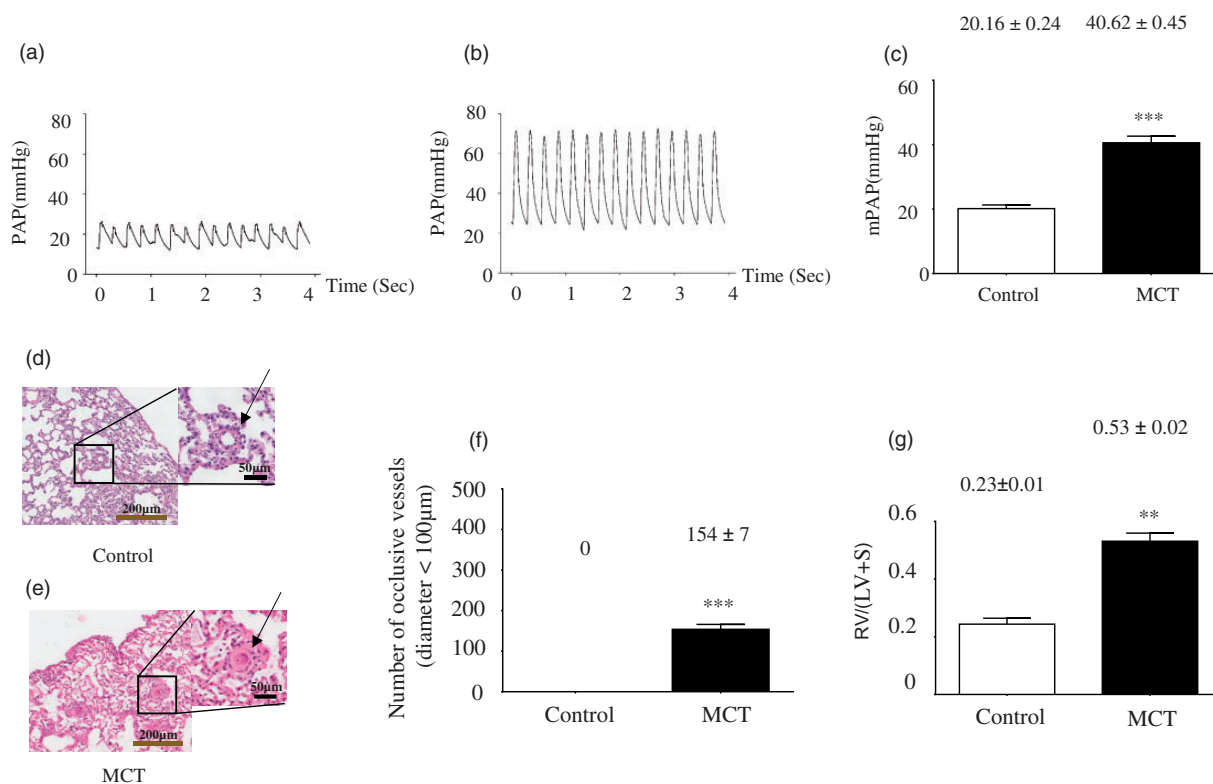 (a)
PAP(mmHg)
80
60
40
20
0
0 1 2 3 4
Time (Sec)
(b)
PAP(mmHg)
80
60
40
20
0
0 1 2 3 4
Time (Sec)
20.16 ± 0.24 40.62 ± 0.45
(c)
mPAP(mmHg)
60
40
20
0
***
Control MCT
(d)
50µm
200µm
Control
(e)
50µm
200µm
MCT
(f)
Number of occlusive vessels
((diameter < 100µm)
500
400
300
200
100
0
0
154 ± 7
***
Control MCT
0.53 ± 0.02
(g)
0.23±0.01
RV/(LV+S)
0.6
0.4
0.2
0
**
Control MCT